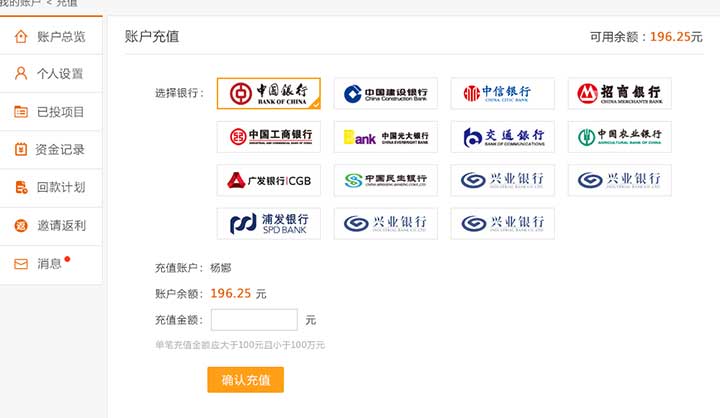 我的账户 < 充值
账户总览
个人设置
已投项目
资金记录
回款计划
返 邀请返利
消息
账户充值
可用余额：196.25元
选择银行：
中国银行 BANK OF CHINA
中国建设银行 China Construction Bank
中信银行 CHINA CITIC BANK
招商银行 CHINA MERCHANTS BANK
中国工商银行 INDUSTRIAL AND COMMERCIAL BANK OF CHINA
Bank 中国光大银行 CHINA EVERBRIGHT BANK
交通银行 BANK OF COMMUNICATIONS
中国农业银行 AGRICULTURAL BANK OF CHINA
广发银行|CGB
中国民生银行 CHINA MINSHENG BANKING CORP.,LTD.
兴业银行 INDUSTRIAL BANK CO.,LTD.
兴业银行 INDUSTRIAL BANK CO.,LTD.
浦发银行 SPD BANK
兴业银行 INDUSTRIAL BANK CO.,LTD.
兴业银行 INDUSTRIAL BANK CO.,LTD.
充值账户：杨娜
账户余额：196.25 元
充值金额： 元
单笔充值金额应大于100元且小于100万元
确认充值